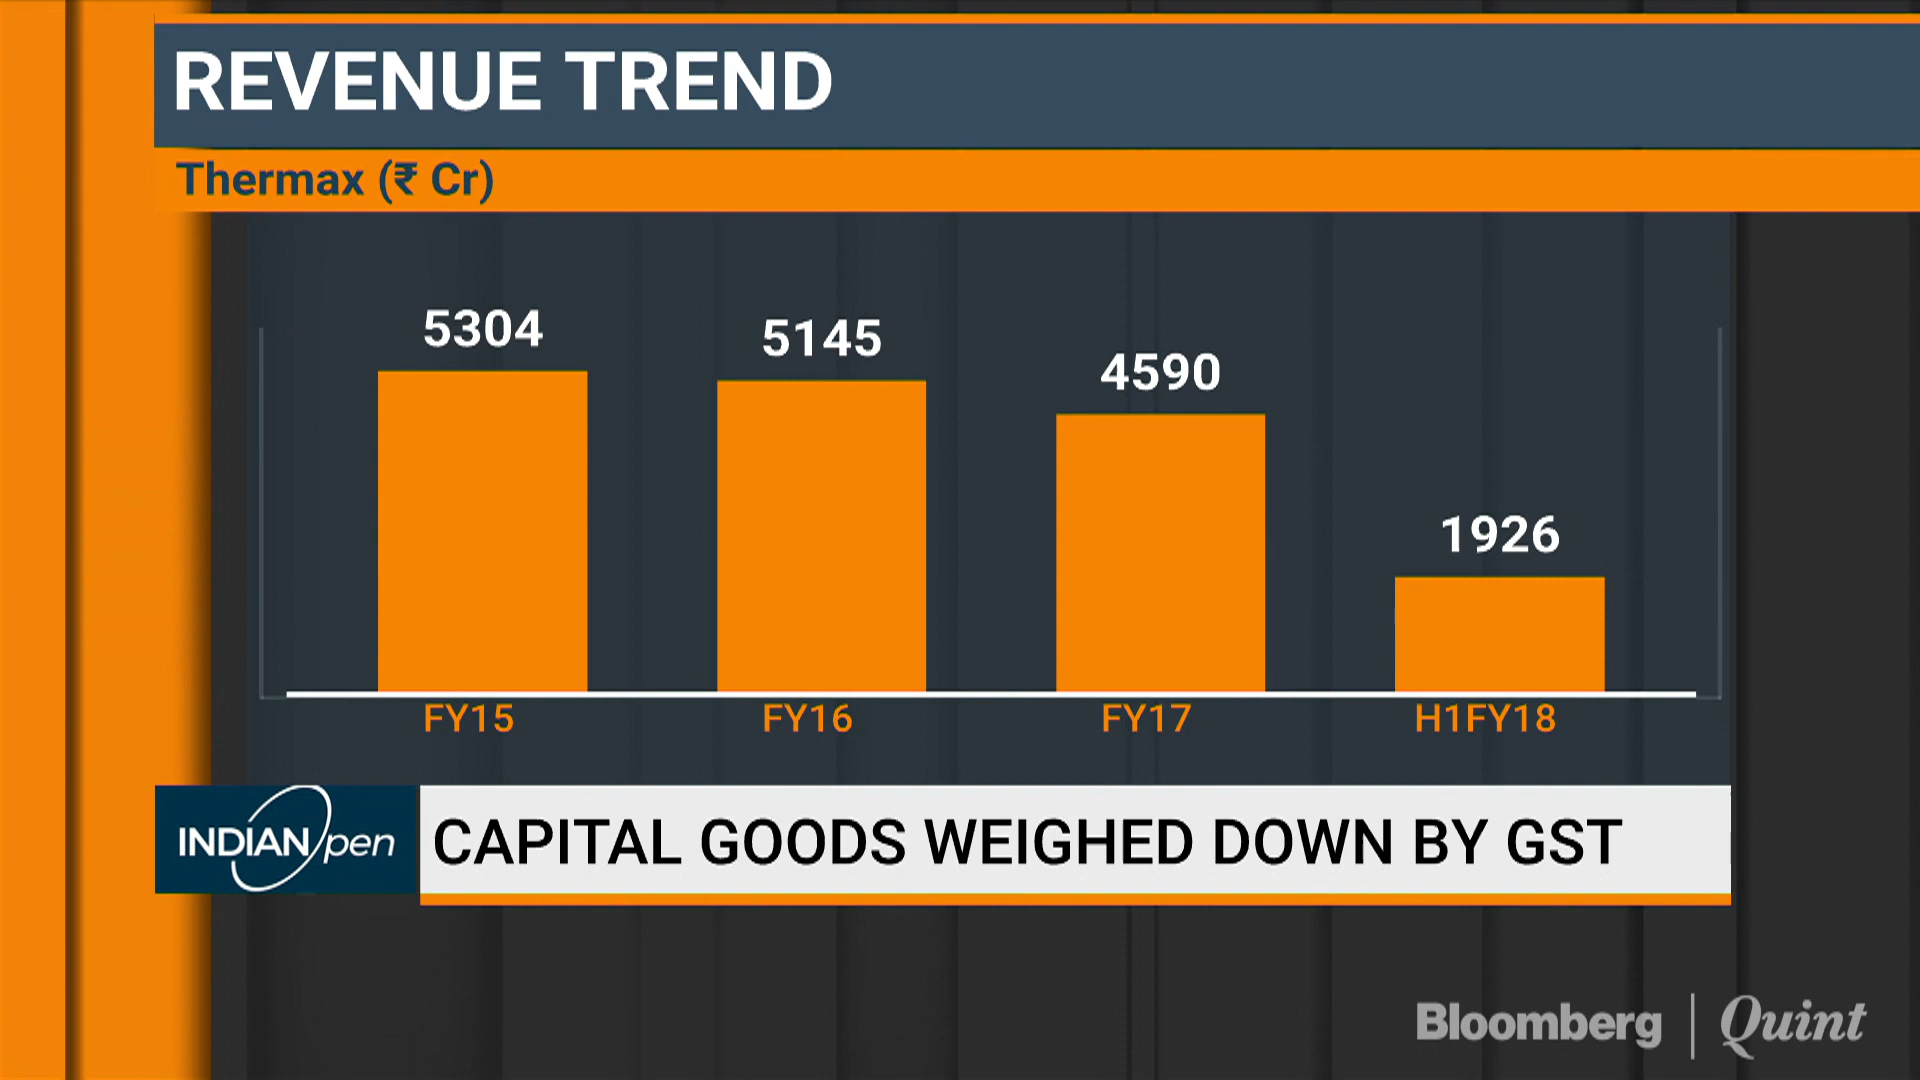 REVENUE TREND
Thermax (₹ Cr)
5304
5145
4590
1926
FY15
FY16
FY17
H1FY18
INDIAN Open
CAPITAL GOODS WEIGHED DOWN BY GST
Bloomberg | Quint